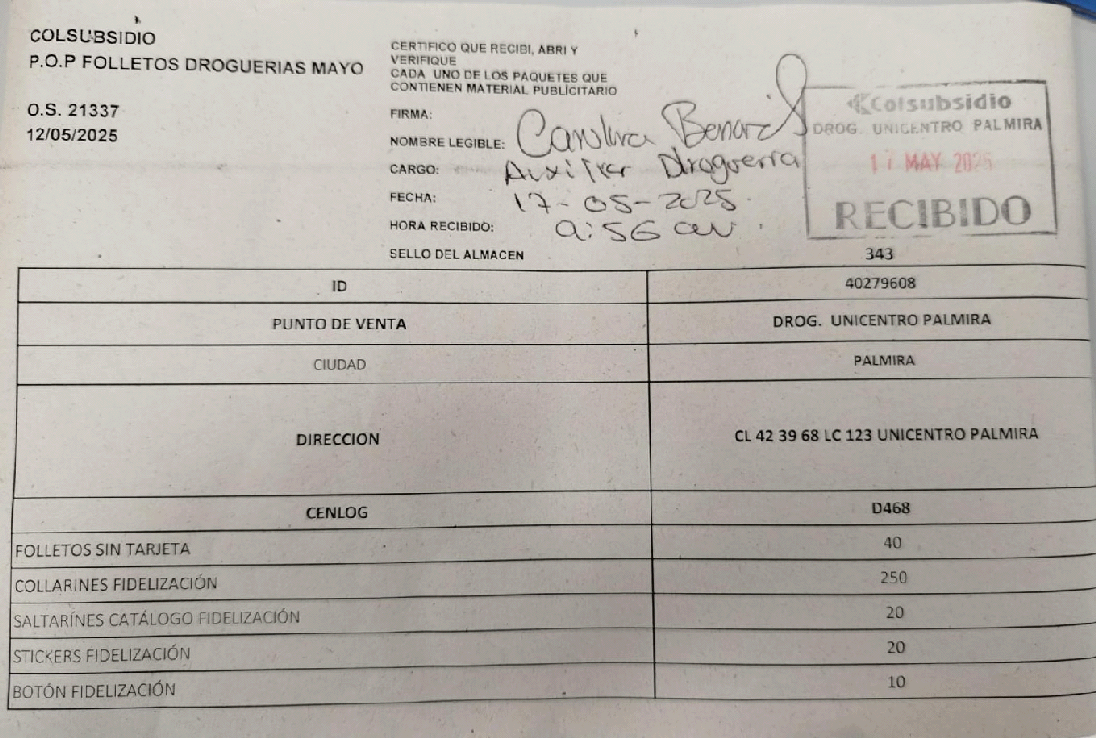 COLSUBSIDIO
P.O.P FOLLETOS DROGUERIAS MAYO
O.S. 21337
12/05/2025
CERTIFICO QUE RECIBI, ABRI Y
VERIFIQUE
CADA UNO DE LOS PAQUETES QUE
CONTIENEN MATERIAL PUBLICITARIO
FIRMA:
NOMBRE LEGIBLE: Carolina
CARGO: Auxiliar Drogueria
FECHA: 17-05-2025
HORA RECIBIDO: 9:56 am
SELLO DEL ALMACEN
Colsubsidio
DROG. UNICENTRO PALMIRA
17 MAY 2025
RECIBIDO
343
ID 40279608
PUNTO DE VENTA DROG. UNICENTRO PALMIRA
CIUDAD PALMIRA
DIRECCION CL 42 39 68 LC 123 UNICENTRO PALMIRA
CENLOG D468
FOLLETOS SIN TARJETA 40
COLLARINES FIDELIZACIÓN 250
SALTARÍNES CATÁLOGO FIDELIZACIÓN 20
STICKERS FIDELIZACIÓN 20
BOTÓN FIDELIZACIÓN 10